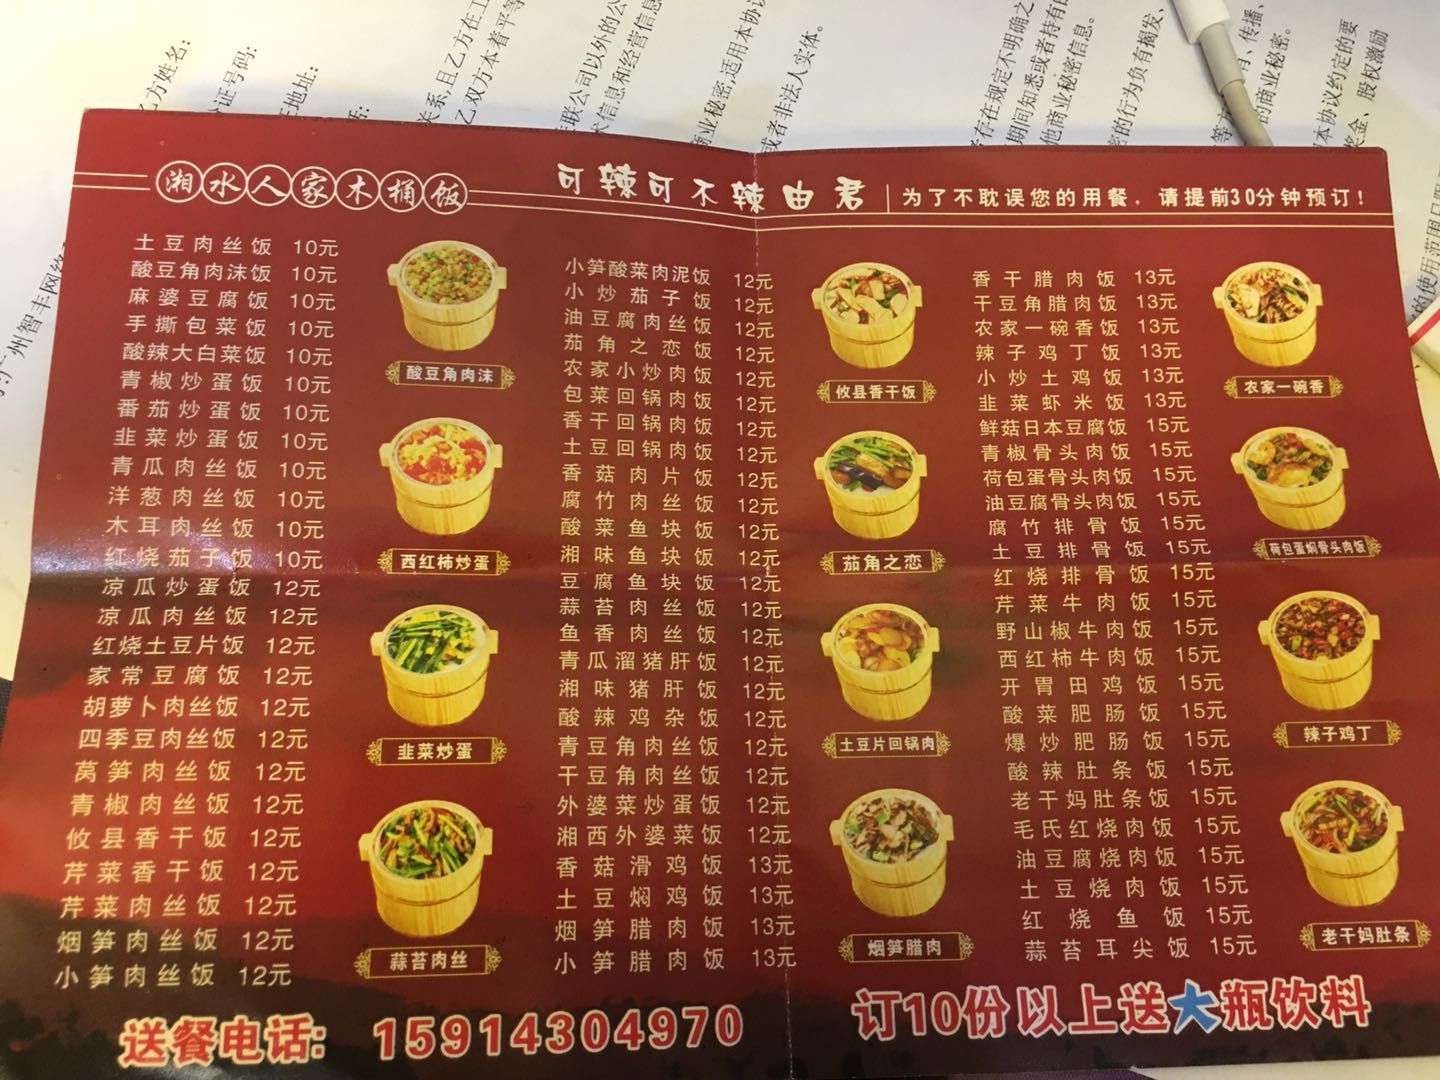 湘水人家木桶饭
可辣可不辣由君
为了不耽误您的用餐，请提前30分钟预订！
土豆肉丝饭 10元
酸豆角肉沫饭 10元
麻婆豆腐饭 10元
手撕包菜饭 10元
酸辣大白菜饭 10元
青椒炒蛋饭 10元
番茄炒蛋饭 10元
韭菜炒蛋饭 10元
青瓜肉丝饭 10元
洋葱肉丝饭 10元
木耳肉丝饭 10元
红烧茄子饭 10元
凉瓜炒蛋饭 12元
凉瓜肉丝饭 12元
红烧土豆片饭 12元
家常豆腐饭 12元
胡萝卜肉丝饭 12元
四季豆肉丝饭 12元
莴笋肉丝饭 12元
青椒肉丝饭 12元
攸县香干饭 12元
芹菜香干饭 12元
芹菜肉丝饭 12元
烟笋肉丝饭 12元
小笋肉丝饭 12元
酸豆角肉沫
西红柿炒蛋
韭菜炒蛋
蒜苔肉丝
小笋酸菜肉泥饭 12元
小炒茄子饭 12元
油豆腐肉丝饭 12元
茄角之恋饭 12元
农家小炒肉饭 12元
包菜回锅肉饭 12元
香干回锅肉饭 12元
土豆回锅肉饭 12元
香菇肉片饭 12元
腐竹肉丝饭 12元
酸菜鱼块饭 12元
湘味鱼块饭 12元
豆腐鱼块饭 12元
蒜苔肉丝饭 12元
鱼香肉丝饭 12元
青瓜溜猪肝饭 12元
湘味猪肝饭 12元
酸辣鸡杂饭 12元
青豆角肉丝饭 12元
干豆角肉丝饭 12元
外婆菜炒蛋饭 12元
湘西外婆菜饭 12元
香菇滑鸡饭 13元
土豆焖鸡饭 13元
烟笋腊肉饭 13元
小笋腊肉饭 13元
攸县香干饭
茄角之恋
土豆片回锅肉
烟笋腊肉
香干腊肉饭 13元
干豆角腊肉饭 13元
农家一碗香饭 13元
辣子鸡丁饭 13元
小炒土鸡饭 13元
韭菜虾米饭 13元
鲜菇日本豆腐饭 15元
青椒骨头肉饭 15元
荷包蛋骨头肉饭 15元
油豆腐骨头肉饭 15元
腐竹排骨饭 15元
土豆排骨饭 15元
红烧排骨饭 15元
芹菜牛肉饭 15元
野山椒牛肉饭 15元
西红柿牛肉饭 15元
开胃田鸡饭 15元
酸菜肥肠饭 15元
爆炒肥肠饭 15元
酸辣肚条饭 15元
老干妈肚条饭 15元
毛氏红烧肉饭 15元
油豆腐烧肉饭 15元
土豆烧肉饭 15元
红烧鱼饭 15元
蒜苔耳尖饭 15元
农家一碗香
荷包蛋焖骨头肉饭
辣子鸡丁
老干妈肚条
送餐电话: 15914304970
订10份以上送大瓶饮料